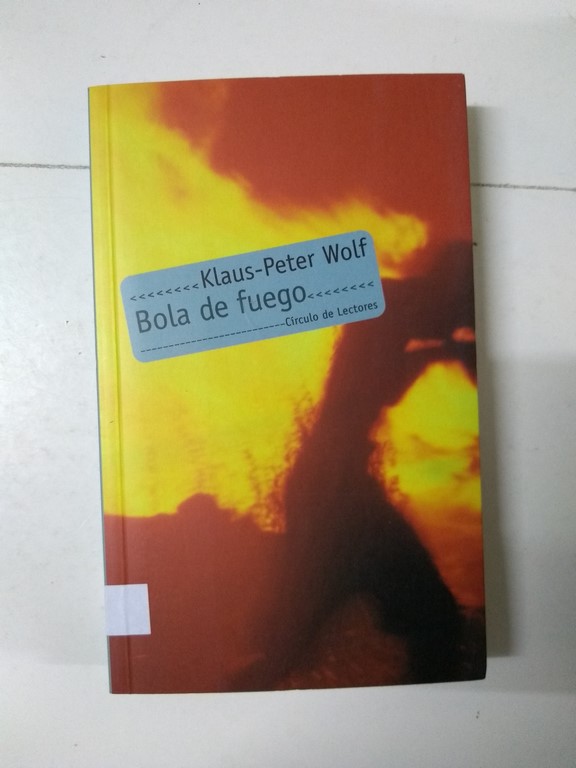 <<<<<<<<Klaus-Peter Wolf
Bola de fuego<<<<<<<<
--------------------------Círculo de Lectores